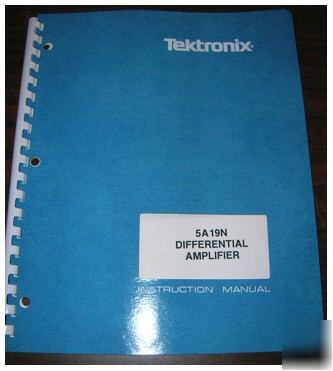 Tektronix
5A19N
DIFFERENTIAL
AMPLIFIER
INSTRUCTION MANUAL